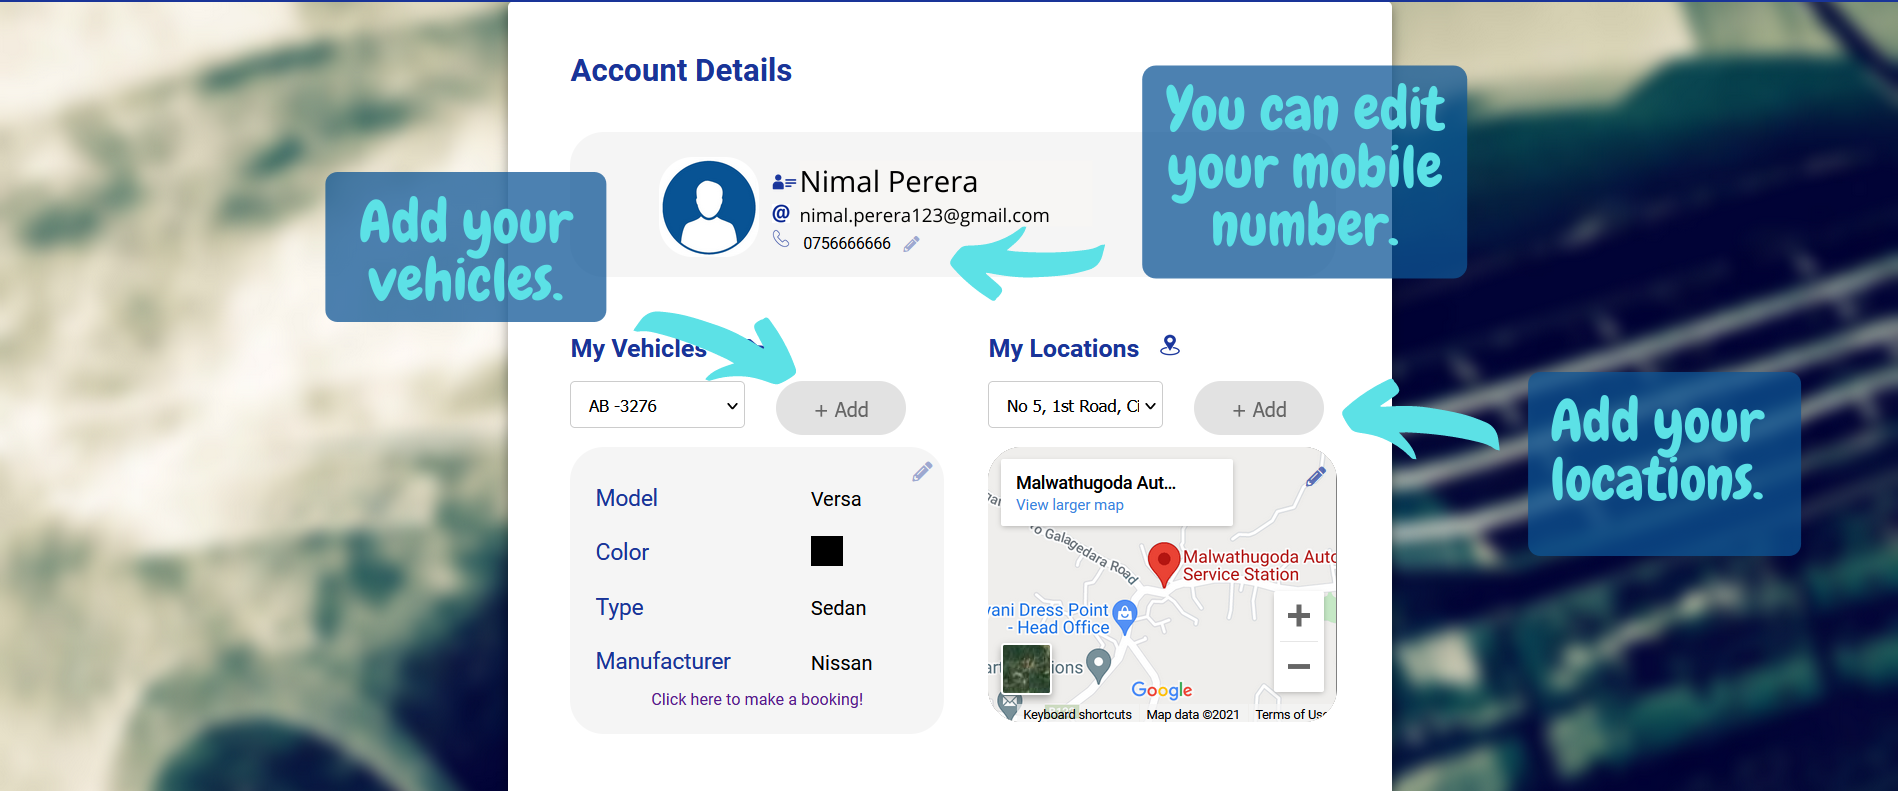 Account Details
You can edit
your mobile
number.
Nimal Perera
@ nimal.perera123@gmail.com
0756666666
Add your
vehicles.
My Vehicles
My Locations
AB -3276
+ Add
No 5, 1st Road, Ci
+ Add
Add your
locations.
Model Versa
Color
Type Sedan
Manufacturer Nissan
Click here to make a booking!
Malwathugoda Aut...
View larger map
o Galagedara Road
Malwathugoda Auto
Service Station
vani Dress Point
- Head Office
ions
Google
Keyboard shortcuts Map data ©2021 Terms of Use